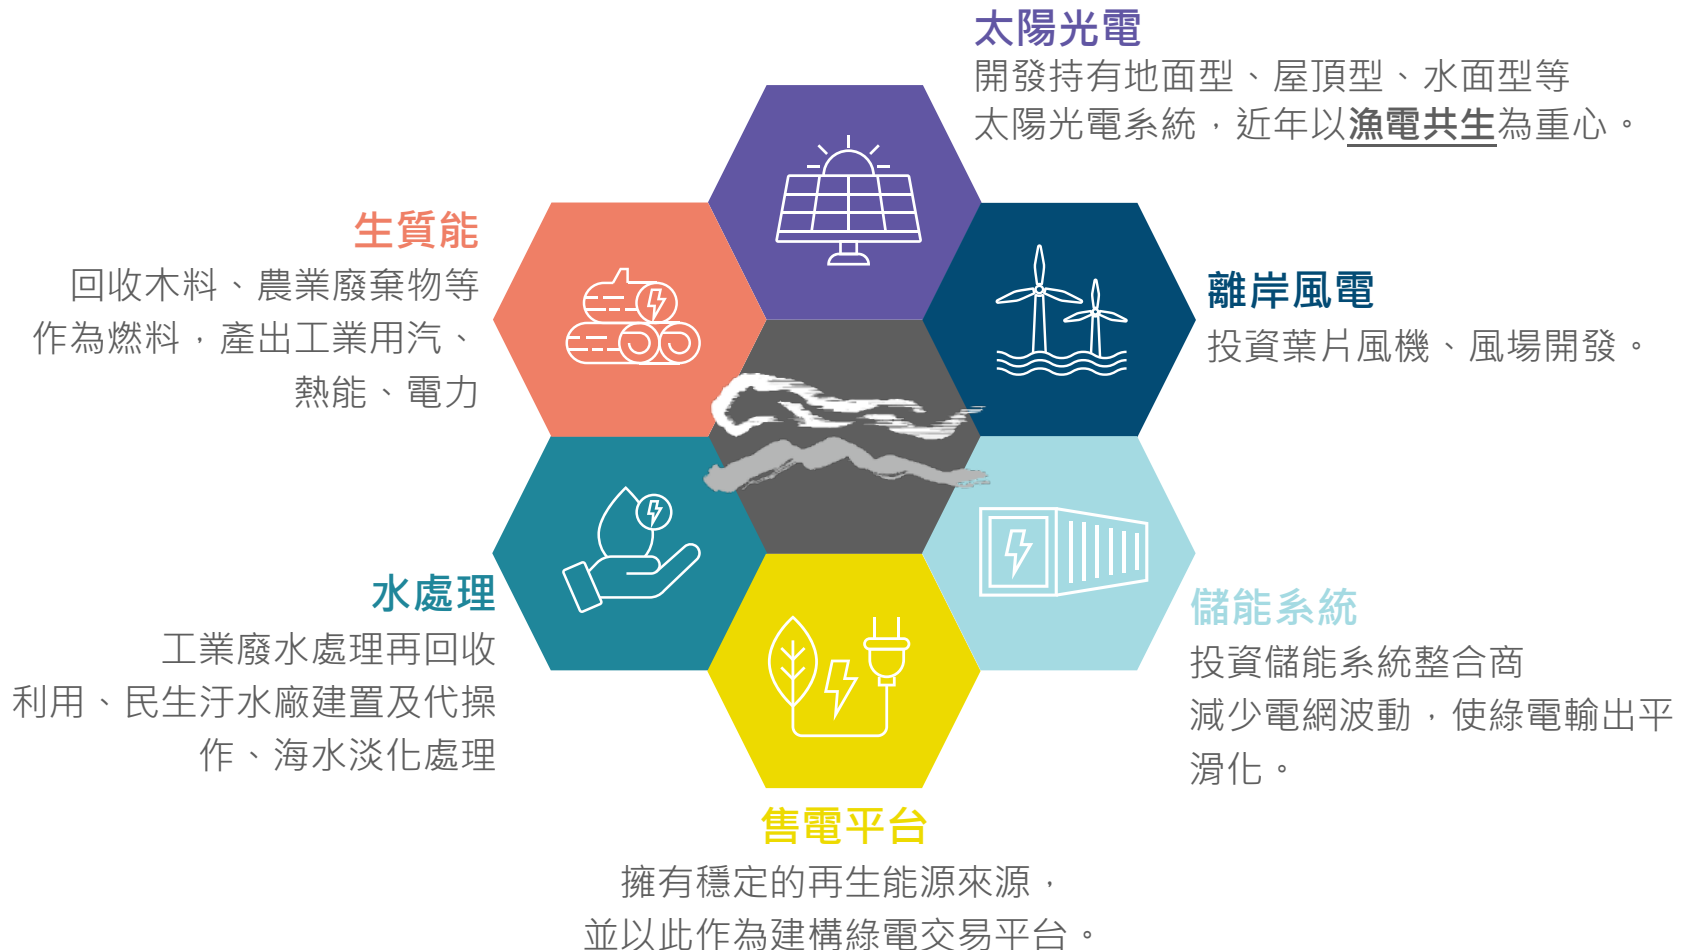 太陽光電
開發持有地面型、屋頂型、水面型等
太陽光電系統，近年以漁電共生為重心。
生質能
回收木料、農業廢棄物等
作為燃料，產出工業用汽、
熱能、電力
離岸風電
投資葉片風機、風場開發。
水處理
工業廢水處理再回收
利用、民生汙水廠建置及代操
作、海水淡化處理
儲能系統
投資儲能系統整合商
減少電網波動，使綠電輸出平
滑化。
售電平台
擁有穩定的再生能源來源，
並以此作為建構綠電交易平台。